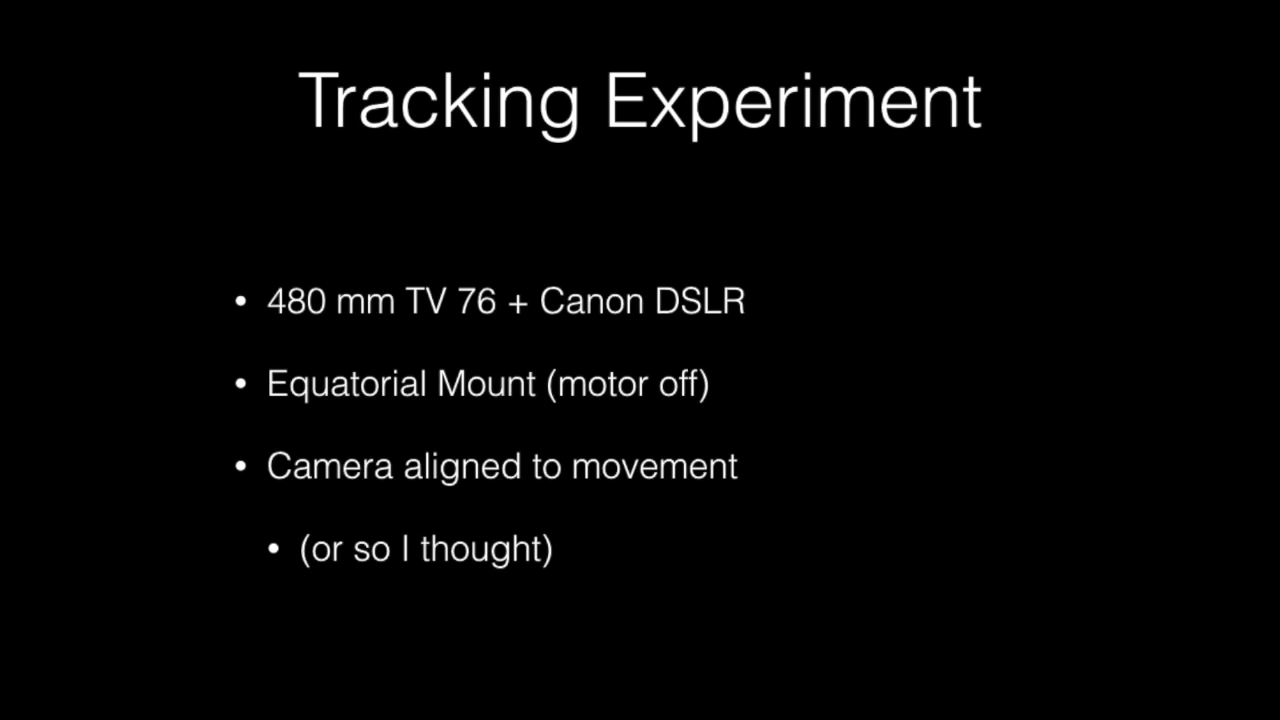 Tracking Experiment
• 480 mm TV 76 + Canon DSLR
• Equatorial Mount (motor off)
• Camera aligned to movement
• (or so I thought)